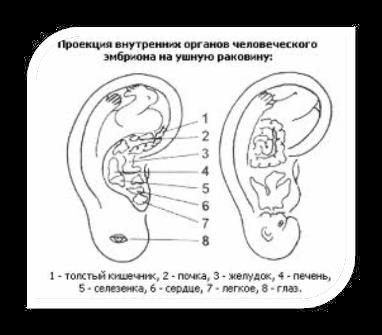 Проекция внутренних органов человеческого
эмбриона на ушную раковину:
1
2
3
4
5
6
7
8
1 - толстый кишечник, 2 - почка, 3 - желудок, 4 - печень,
5 - селезенка, 6 - сердце, 7 - легкое, 8 - глаз.